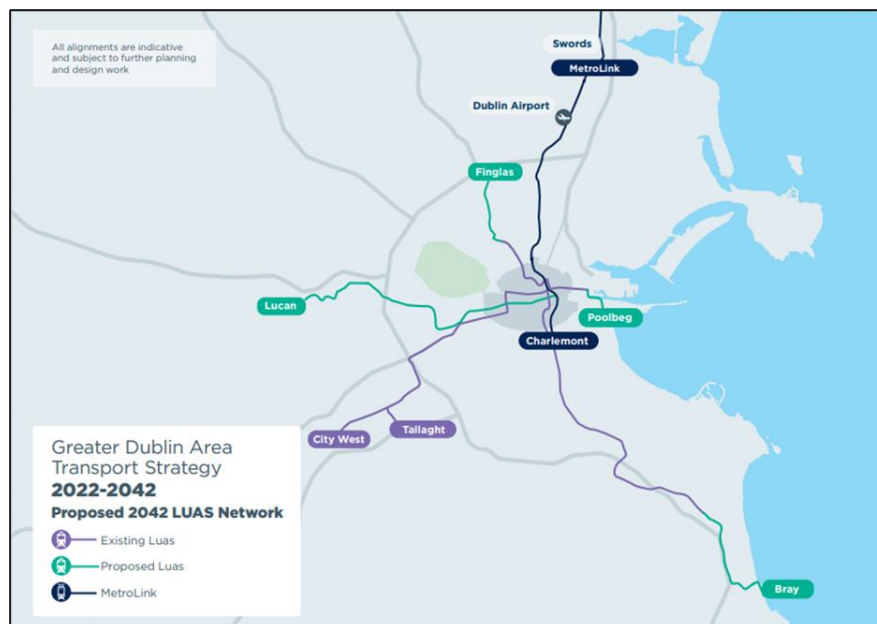 All alignments are indicative
and subject to further planning
and design work
Swords
MetroLink
Dublin Airport
Finglas
Lucan
Poolbeg
Charlemont
City West
Tallaght
Bray
Greater Dublin Area
Transport Strategy
2022-2042
Proposed 2042 LUAS Network
Existing Luas
Proposed Luas
MetroLink